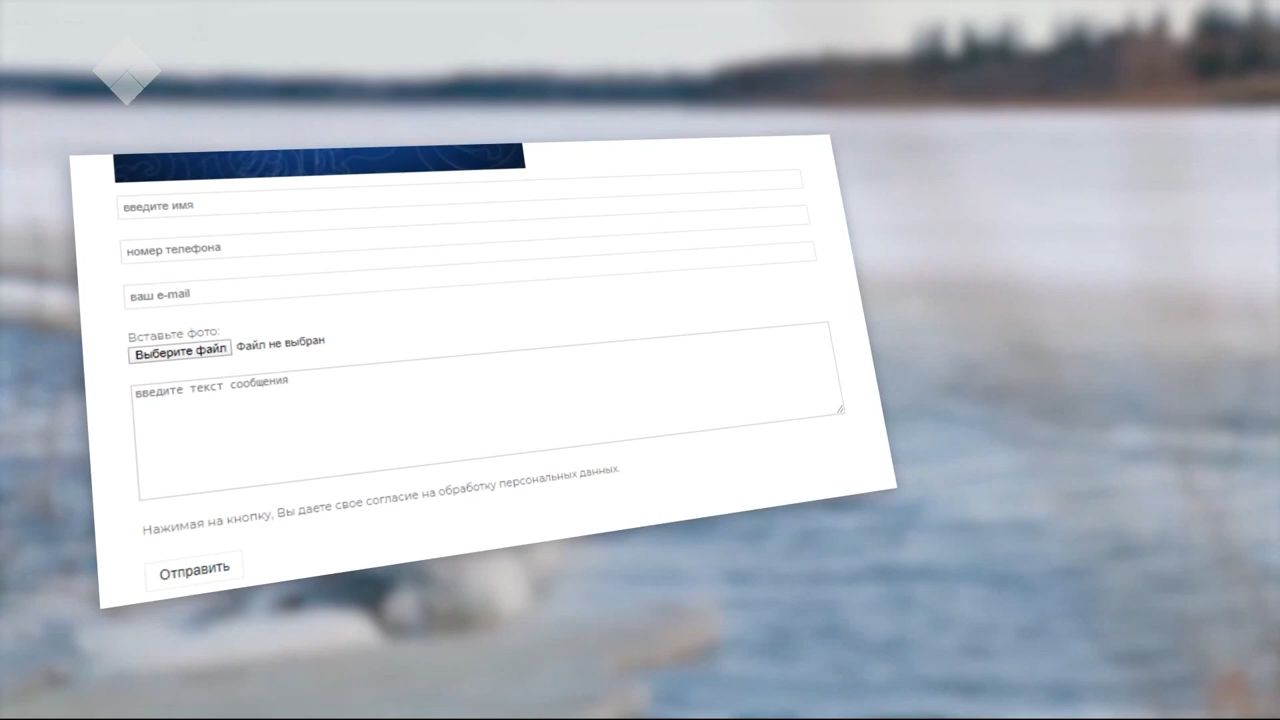 введите имя
номер телефона
ваш e-mail
Вставьте фото:
Выберите файл Файл не выбран
введите текст сообщения
Нажимая на кнопку, Вы даете свое согласие на обработку персональных данных.
Отправить